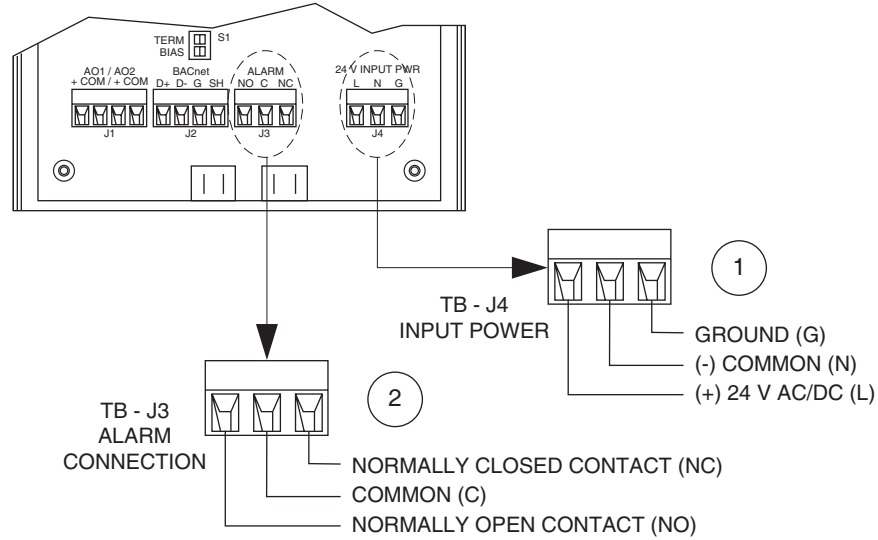 TERM S1
BIAS
AO1 / AO2 BACnet ALARM 24 V INPUT PWR
+ COM / + COM D+ D- G SH NO C NC L N G
J1 J2 J3 J4
1
TB - J4
INPUT POWER
GROUND (G)
(-) COMMON (N)
(+) 24 V AC/DC (L)
2
TB - J3
ALARM
CONNECTION
NORMALLY CLOSED CONTACT (NC)
COMMON (C)
NORMALLY OPEN CONTACT (NO)